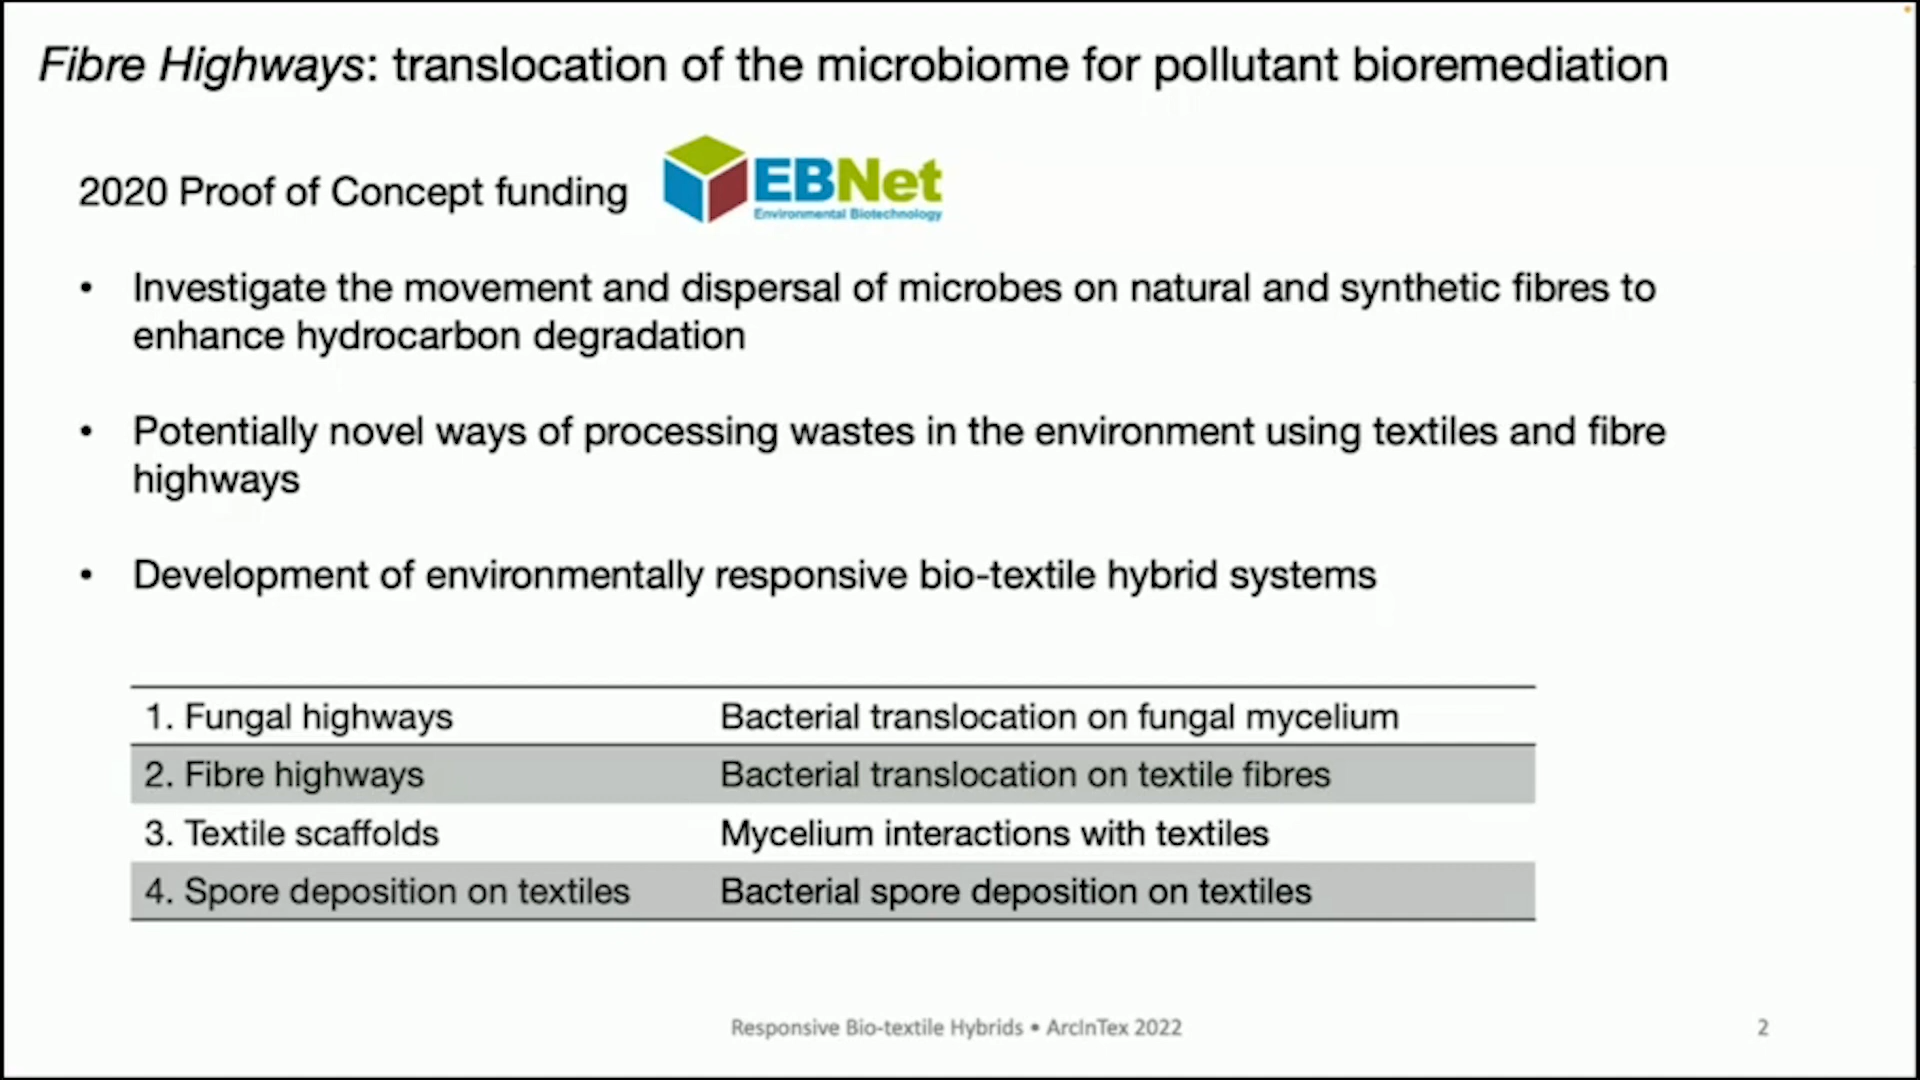 Fibre Highways: translocation of the microbiome for pollutant bioremediation
2020 Proof of Concept funding
EBNet
Environmental Biotechnology
• Investigate the movement and dispersal of microbes on natural and synthetic fibres to
enhance hydrocarbon degradation
• Potentially novel ways of processing wastes in the environment using textiles and fibre
highways
• Development of environmentally responsive bio-textile hybrid systems
1. Fungal highways Bacterial translocation on fungal mycelium
2. Fibre highways Bacterial translocation on textile fibres
3. Textile scaffolds Mycelium interactions with textiles
4. Spore deposition on textiles Bacterial spore deposition on textiles
Responsive Bio-textile Hybrids • ArcInTex 2022
2